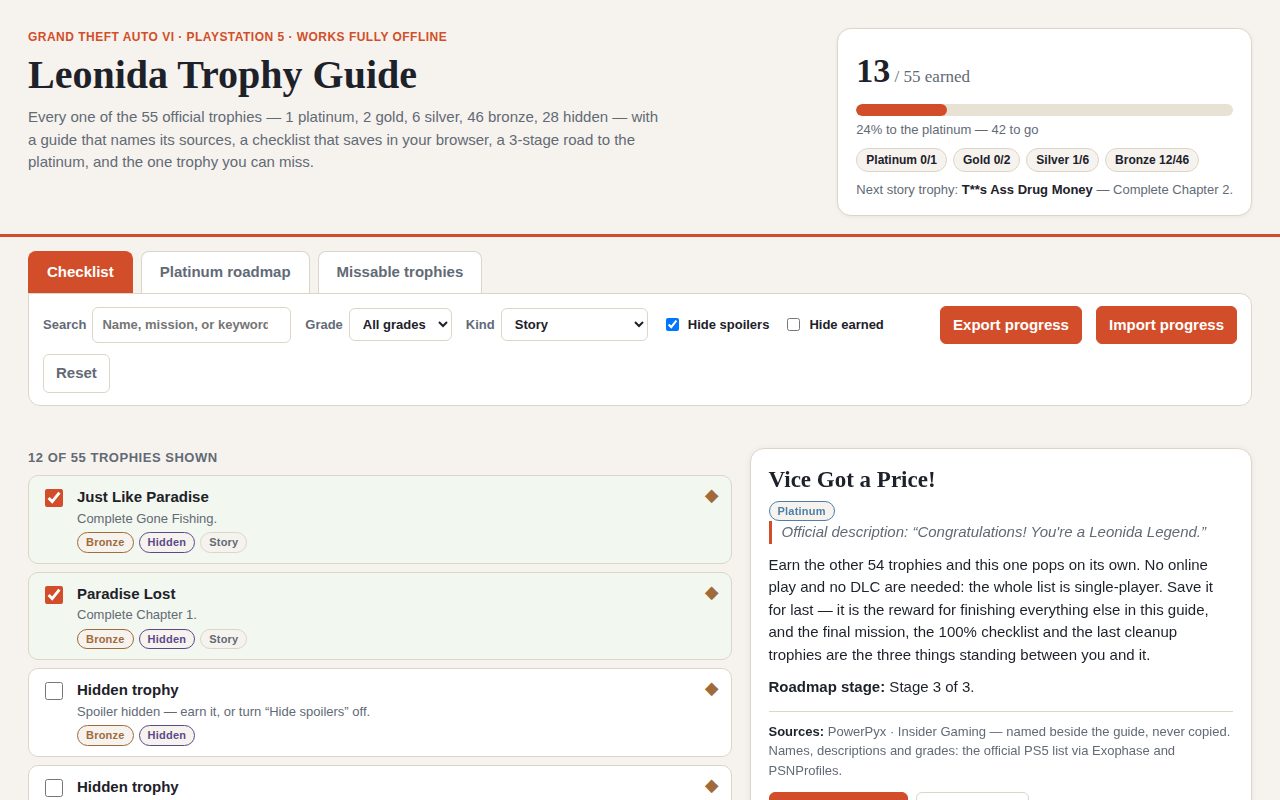 GRAND THEFT AUTO VI · PLAYSTATION 5 · WORKS FULLY OFFLINE
Leonida Trophy Guide
Every one of the 55 official trophies — 1 platinum, 2 gold, 6 silver, 46 bronze, 28 hidden — with
a guide that names its sources, a checklist that saves in your browser, a 3-stage road to the
platinum, and the one trophy you can miss.
13 / 55 earned
24% to the platinum — 42 to go
Platinum 0/1 Gold 0/2 Silver 1/6 Bronze 12/46
Next story trophy: T**s Ass Drug Money — Complete Chapter 2.
Checklist Platinum roadmap Missable trophies
Search Name, mission, or keyword Grade All grades Kind Story Hide spoilers Hide earned Export progress Import progress
Reset
12 OF 55 TROPHIES SHOWN
Just Like Paradise
Complete Gone Fishing.
Bronze Hidden Story
Paradise Lost
Complete Chapter 1.
Bronze Hidden Story
Hidden trophy
Spoiler hidden — earn it, or turn “Hide spoilers” off.
Bronze Hidden
Hidden trophy
Vice Got a Price!
Platinum
Official description: “Congratulations! You're a Leonida Legend.”
Earn the other 54 trophies and this one pops on its own. No online
play and no DLC are needed: the whole list is single-player. Save it
for last — it is the reward for finishing everything else in this guide,
and the final mission, the 100% checklist and the last cleanup
trophies are the three things standing between you and it.
Roadmap stage: Stage 3 of 3.
Sources: PowerPyx · Insider Gaming — named beside the guide, never copied.
Names, descriptions and grades: the official PS5 list via Exophase and
PSNProfiles.